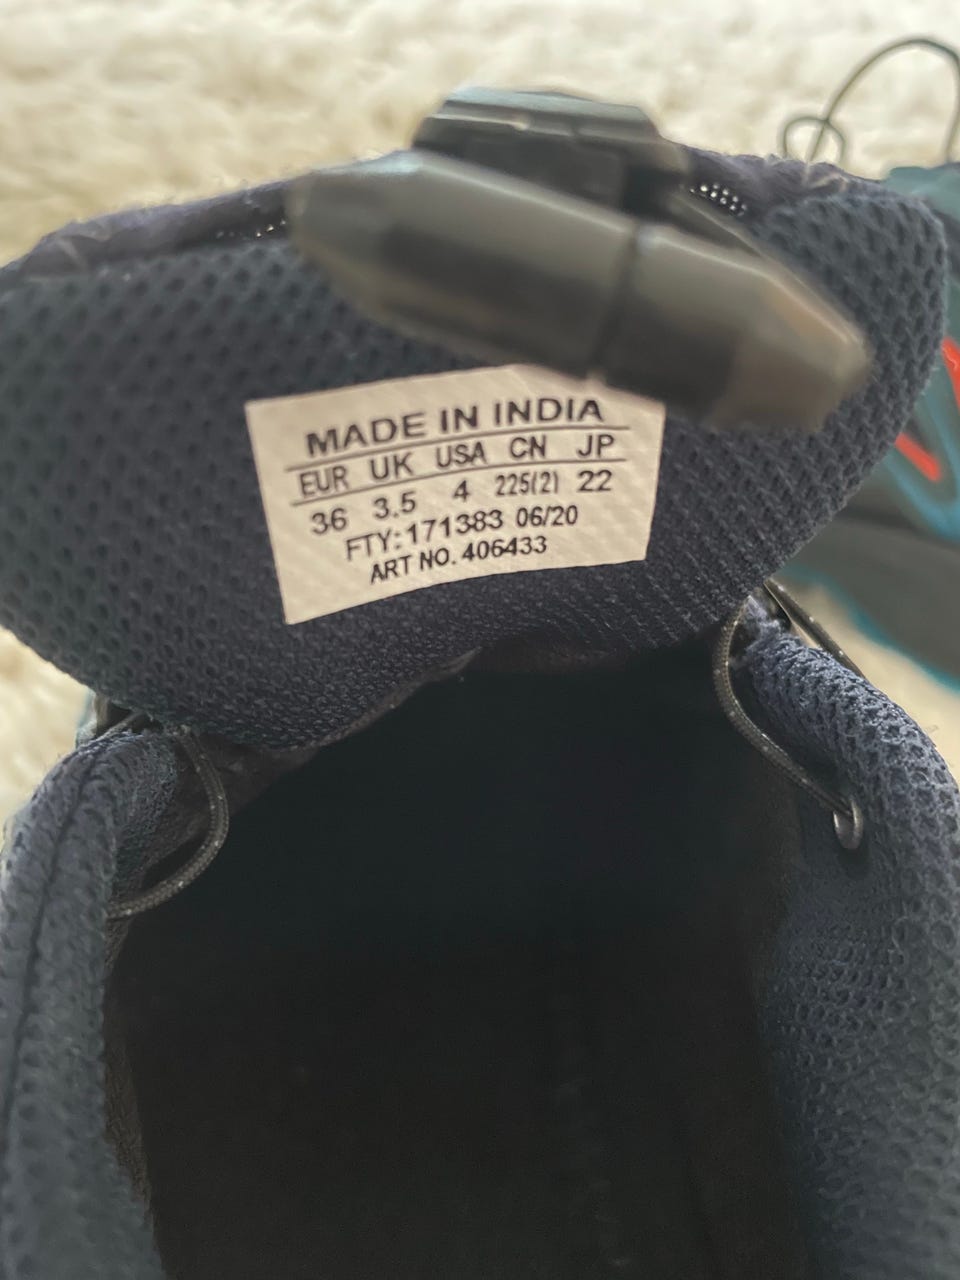 MADE IN INDIA
EUR UK USA CN JP
36 3.5 4 225(2) 22
FTY:171383 06/20
ART NO. 406433